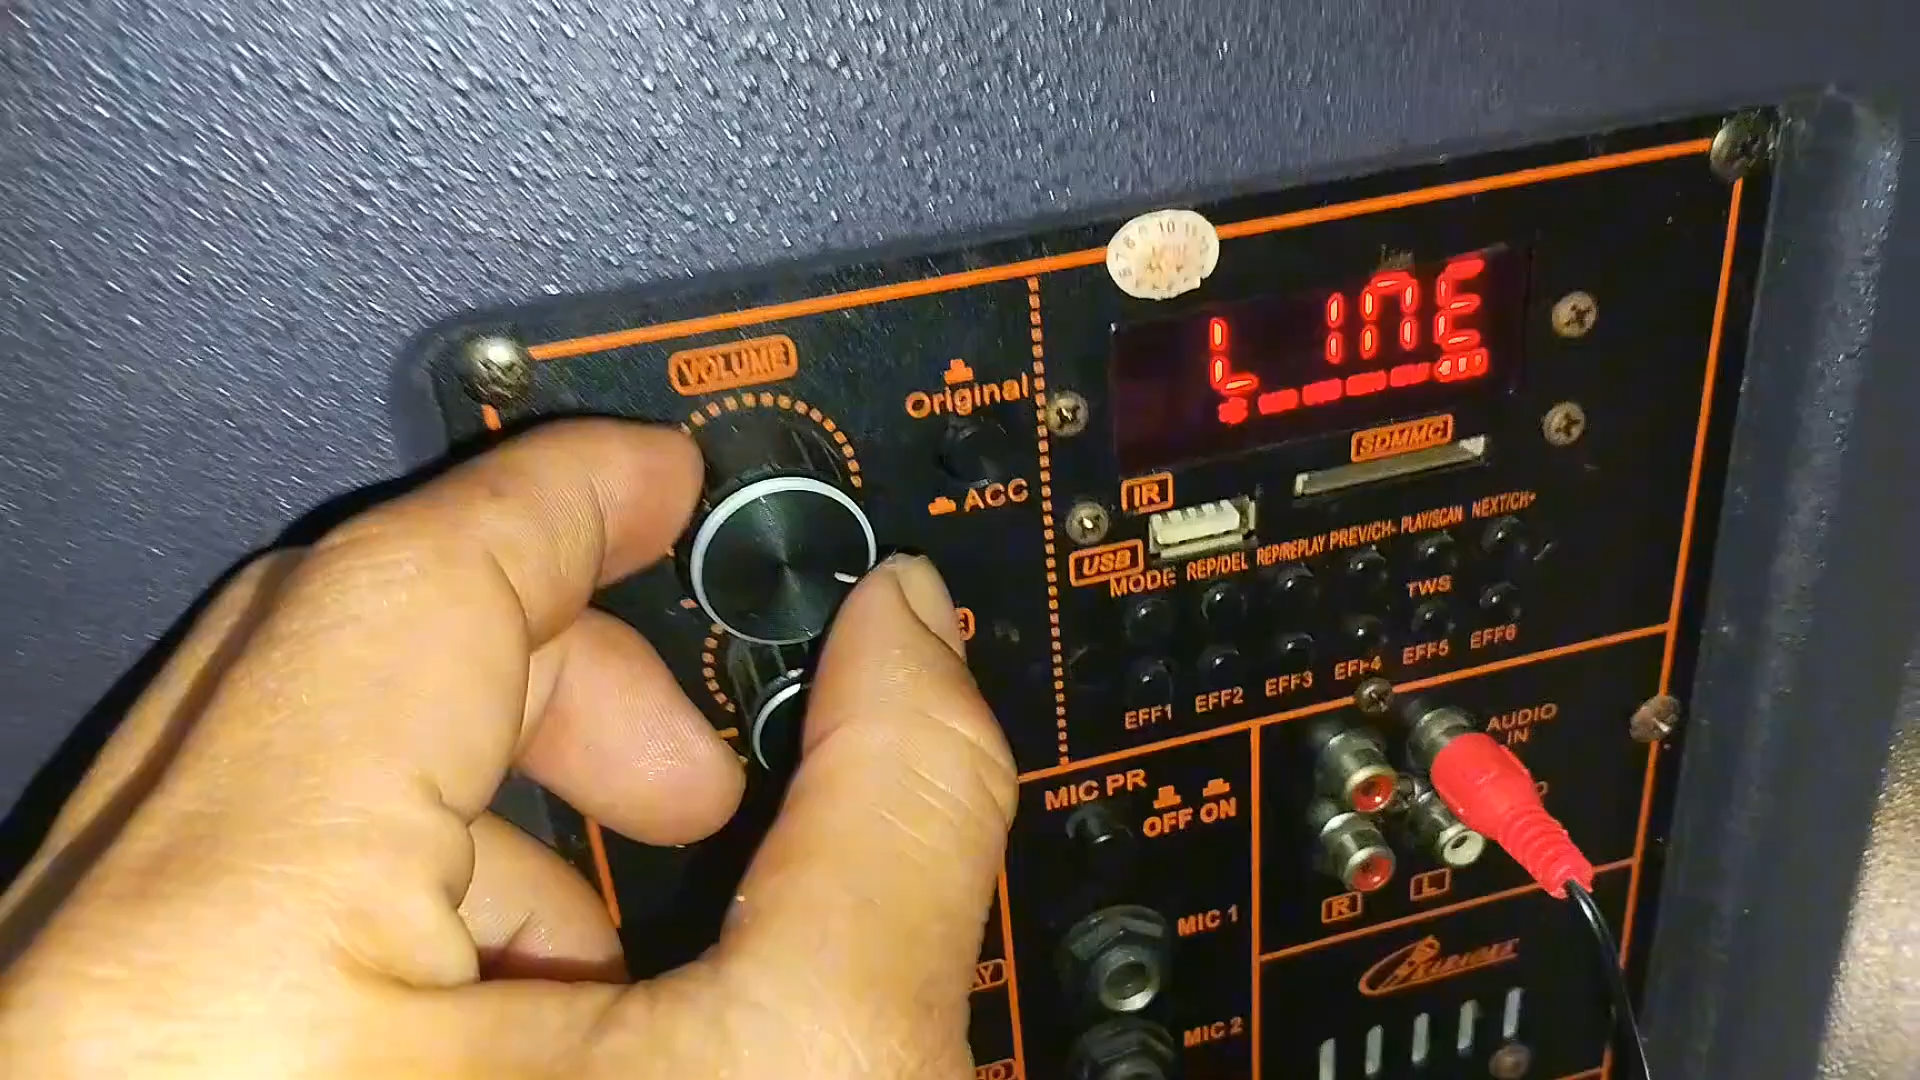 VOLUME
Original
ACC
LINE
SDMMC
IR
USB
MODE REP/DEL REP/REPLAY PREV/CH- PLAY/SCAN NEXT/CH+
TWS
EFF1 EFF2 EFF3 EFF4 EFF5 EFF6
AUDIO
IN
MIC PR
OFF ON
R L
MIC 1
MIC 2